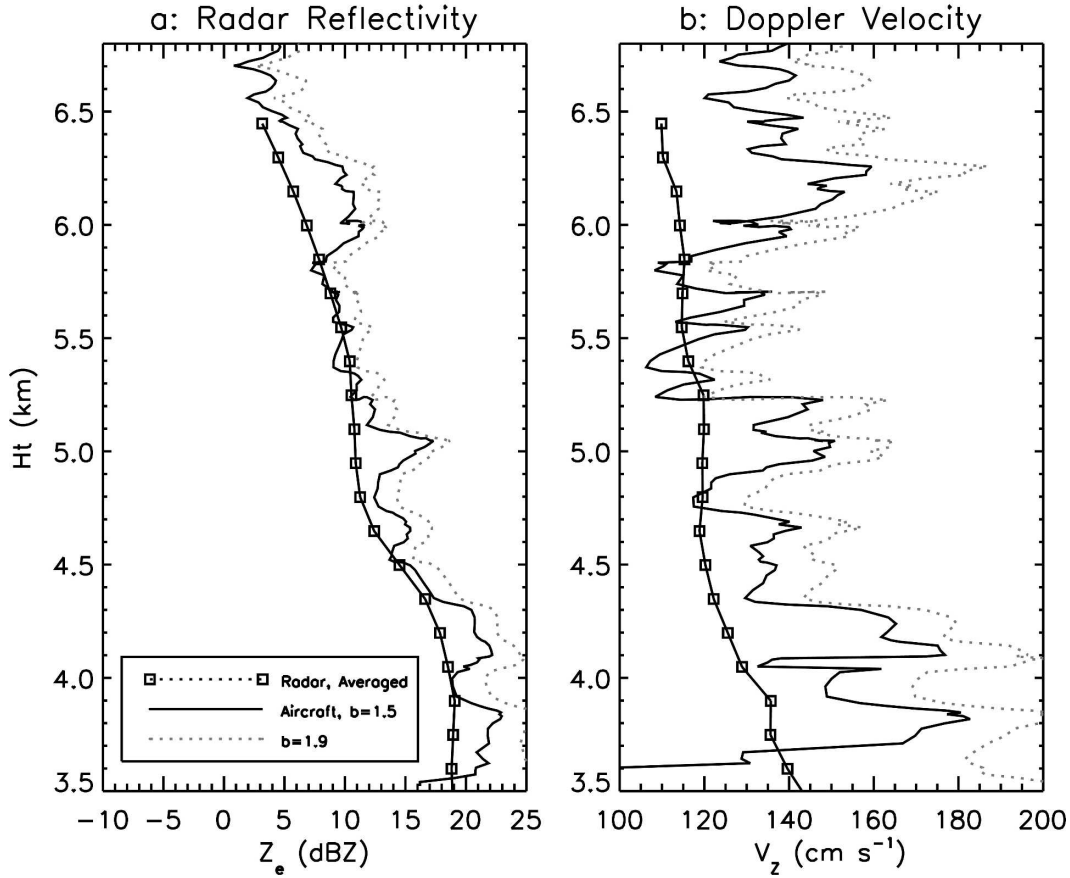 a: Radar Reflectivity
b: Doppler Velocity
Ht (km)
6.5
6.0
5.5
5.0
4.5
4.0
3.5
Radar, Averaged
Aircraft, b=1.5
b=1.9
-10 -5 0 5 10 15 20 25
Z_e (dBZ)
6.5
6.0
5.5
5.0
4.5
4.0
3.5
100 120 140 160 180 200
V_Z (cm s⁻¹)